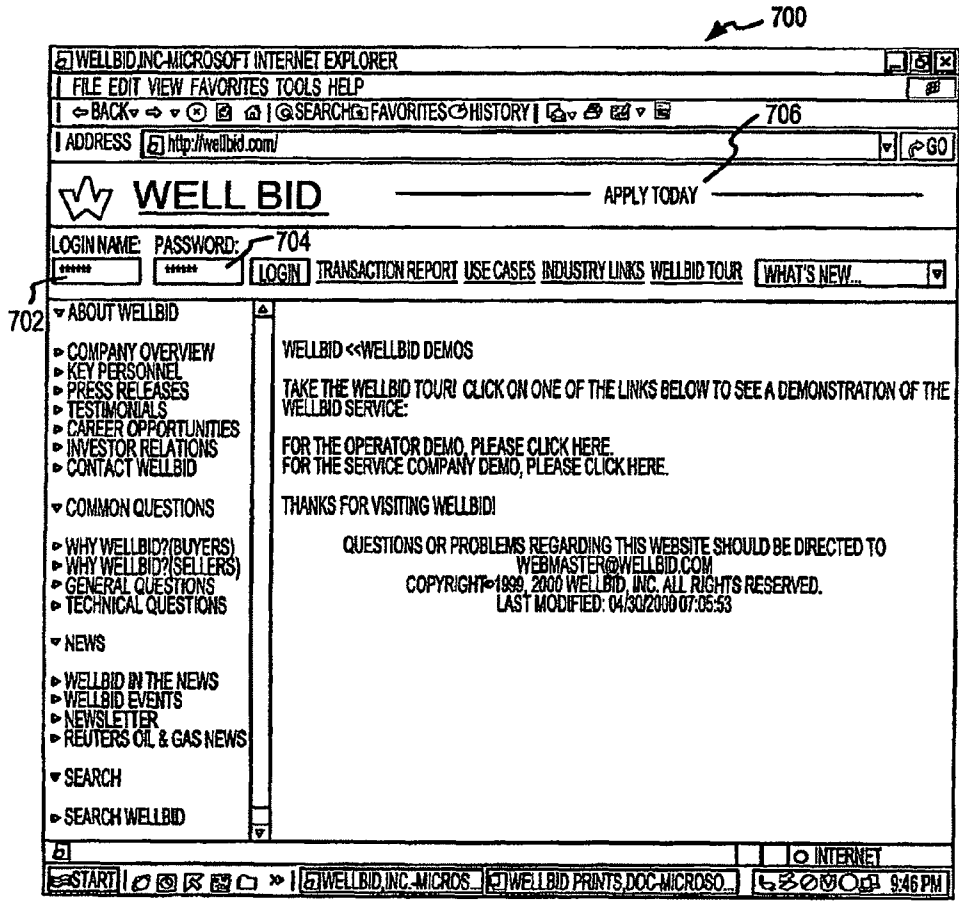 700
WELLBID,INC-MICROSOFT INTERNET EXPLORER
FILE EDIT VIEW FAVORITES TOOLS HELP
BACK SEARCH FAVORITES HISTORY
706
ADDRESS http://wellbid.com/ GO
WELL BID APPLY TODAY
LOGIN NAME: PASSWORD: 704
****** ****** LOGIN TRANSACTION REPORT USE CASES INDUSTRY LINKS WELLBID TOUR WHAT'S NEW...
702
ABOUT WELLBID
COMPANY OVERVIEW
KEY PERSONNEL
PRESS RELEASES
TESTIMONIALS
CAREER OPPORTUNITIES
INVESTOR RELATIONS
CONTACT WELLBID
COMMON QUESTIONS
WHY WELLBID?(BUYERS)
WHY WELLBID?(SELLERS)
GENERAL QUESTIONS
TECHNICAL QUESTIONS
NEWS
WELLBID IN THE NEWS
WELLBID EVENTS
NEWSLETTER
REUTERS OIL & GAS NEWS
SEARCH
SEARCH WELLBID
WELLBID <<WELLBID DEMOS
TAKE THE WELLBID TOUR! CLICK ON ONE OF THE LINKS BELOW TO SEE A DEMONSTRATION OF THE
WELLBID SERVICE:
FOR THE OPERATOR DEMO, PLEASE CLICK HERE.
FOR THE SERVICE COMPANY DEMO, PLEASE CLICK HERE.
THANKS FOR VISITING WELLBID!
QUESTIONS OR PROBLEMS REGARDING THIS WEBSITE SHOULD BE DIRECTED TO
WEBMASTER@WELLBID.COM
COPYRIGHT©1999, 2000 WELLBID, INC. ALL RIGHTS RESERVED.
LAST MODIFIED: 04/30/2000 07:05:53
INTERNET
START WELLBID,INC.-MICROS... WELLBID PRINTS,DOC-MICROSO... 9:46 PM